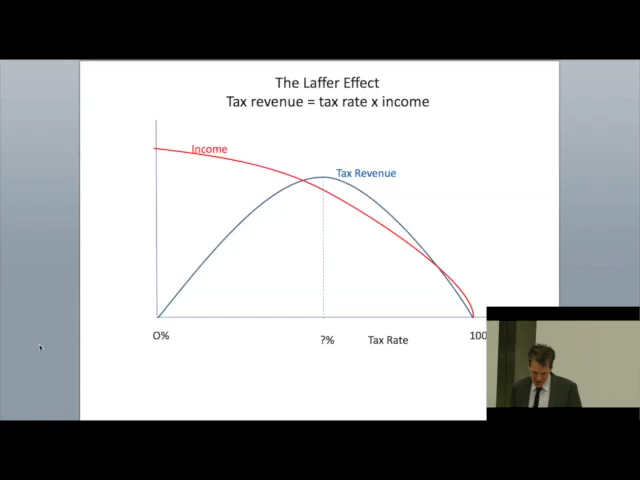 The Laffer Effect
Tax revenue = tax rate x income
Income
Tax Revenue
O%
?%
Tax Rate
100